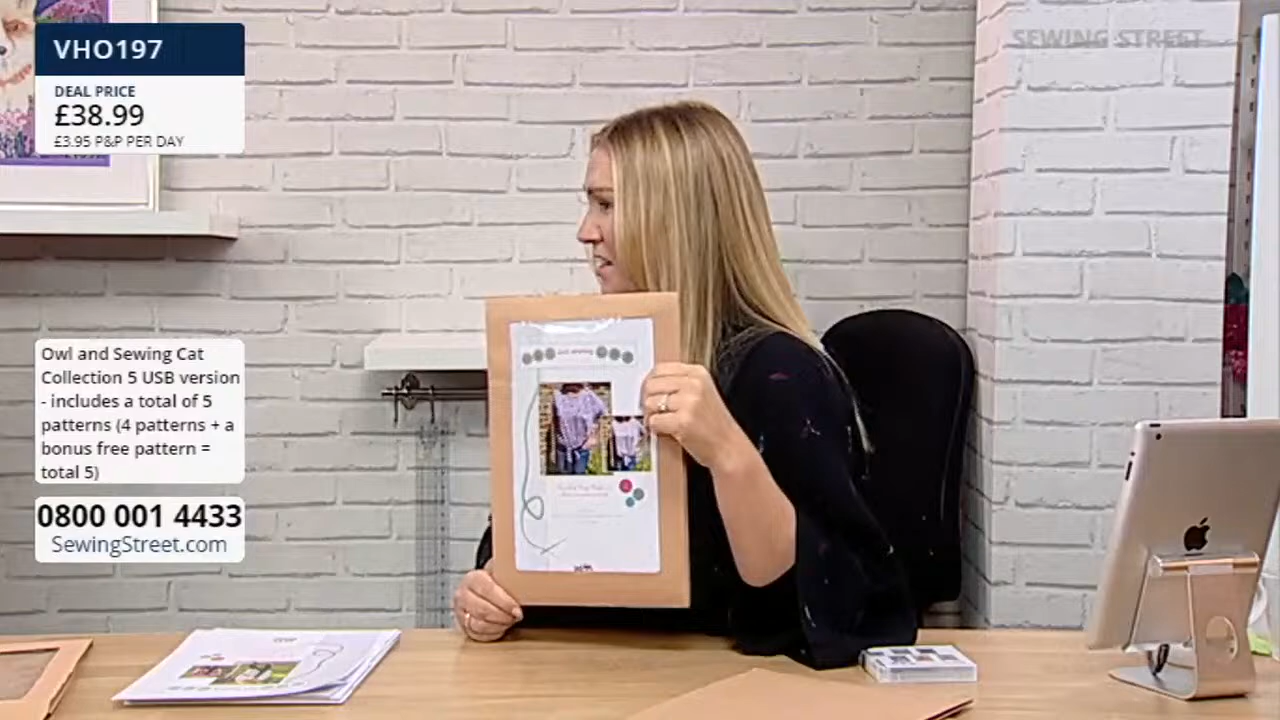 VHO197
DEAL PRICE
£38.99
£3.95 P&P PER DAY
SEWING STREET
Owl and Sewing Cat
Collection 5 USB version
- includes a total of 5
patterns (4 patterns + a
bonus free pattern =
total 5)
0800 001 4433
SewingStreet.com